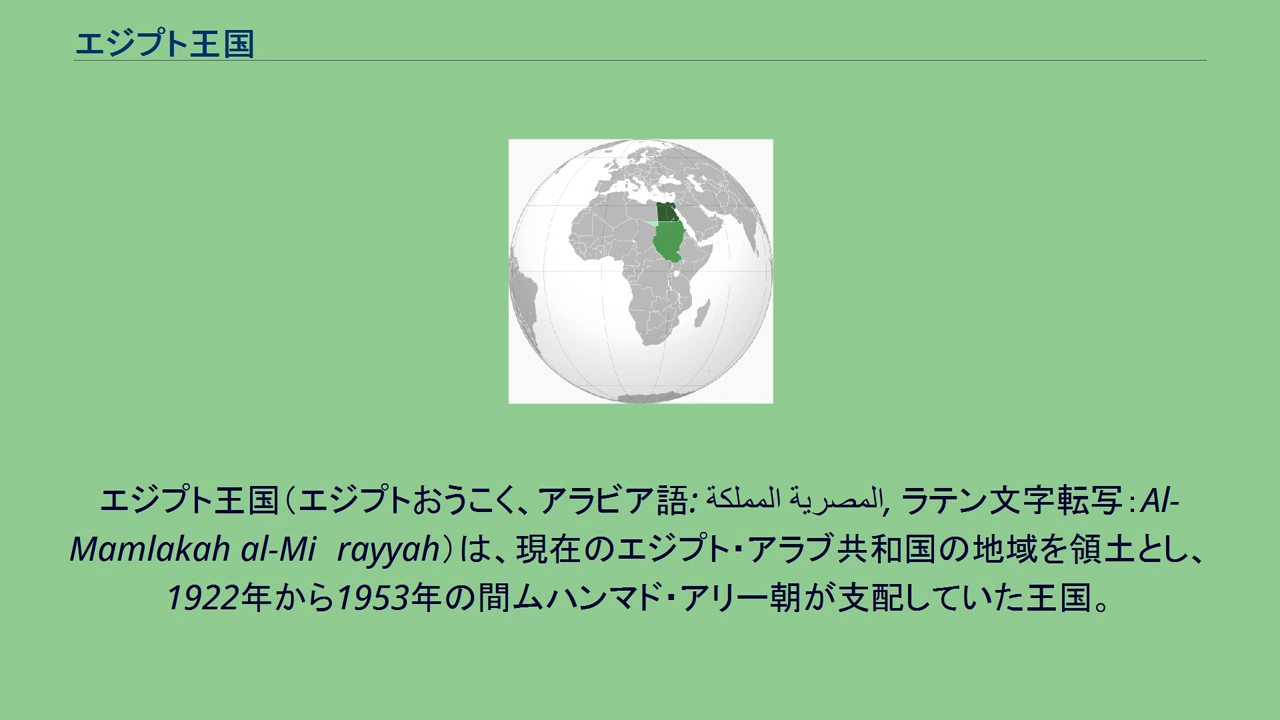 エジプト王国
エジプト王国（エジプトおうこく、アラビア語: المصرية المملكة, ラテン文字転写：Al-
Mamlakah al-Mi rayyah）は、現在のエジプト・アラブ共和国の地域を領土とし、
1922年から1953年の間ムハンマド・アリー朝が支配していた王国。